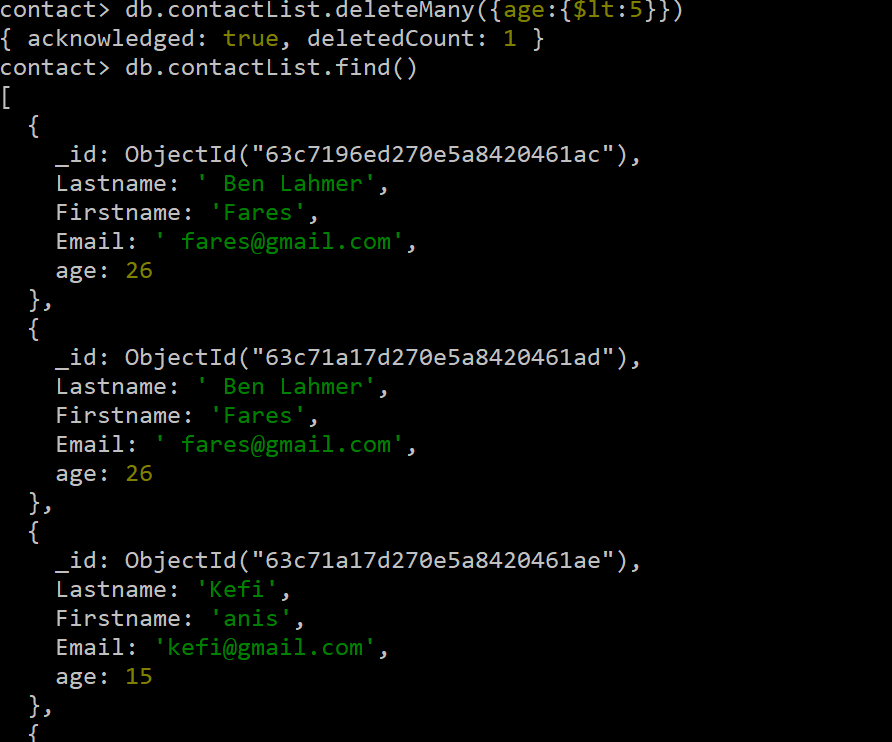 contact> db.contactList.deleteMany({age:{$lt:5}})
{ acknowledged: true, deletedCount: 1 }
contact> db.contactList.find()
[
  {
    _id: ObjectId("63c7196ed270e5a8420461ac"),
    Lastname: ' Ben Lahmer',
    Firstname: 'Fares',
    Email: ' fares@gmail.com',
    age: 26
  },
  {
    _id: ObjectId("63c71a17d270e5a8420461ad"),
    Lastname: ' Ben Lahmer',
    Firstname: 'Fares',
    Email: ' fares@gmail.com',
    age: 26
  },
  {
    _id: ObjectId("63c71a17d270e5a8420461ae"),
    Lastname: 'Kefi',
    Firstname: 'anis',
    Email: 'kefi@gmail.com',
    age: 15
  },
  {